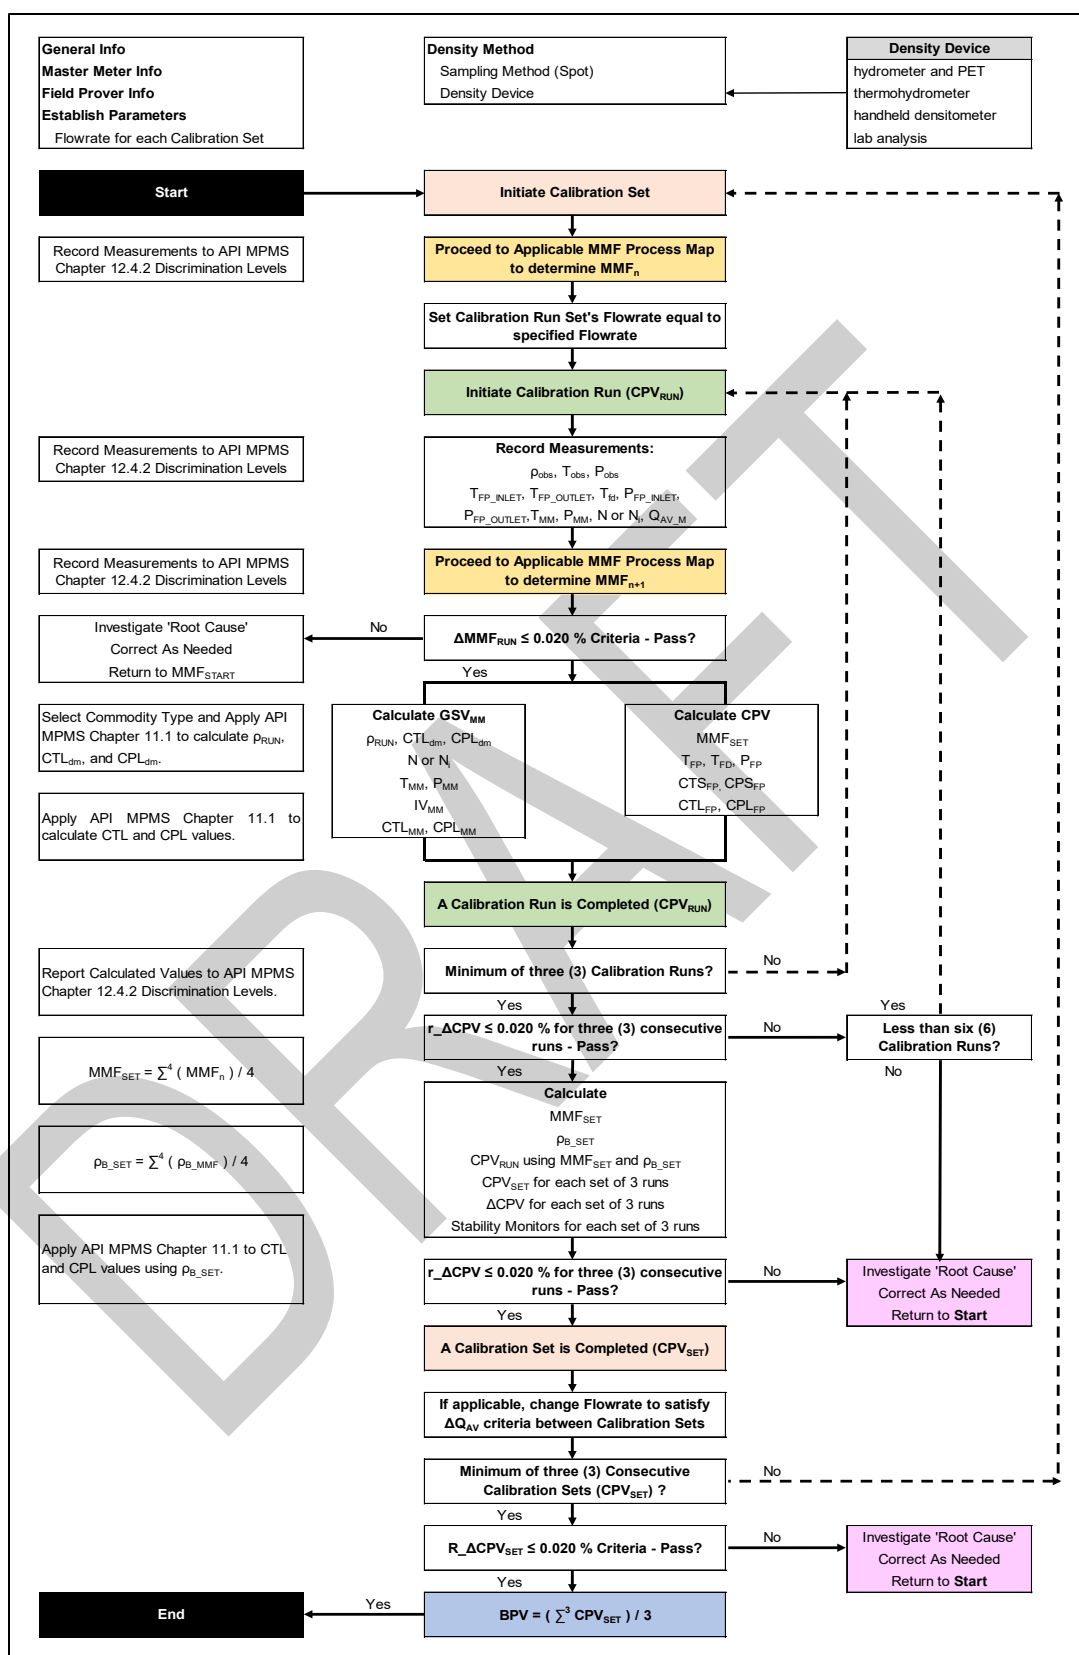 General Info
Master Meter Info
Field Prover Info
Establish Parameters
Flowrate for each Calibration Set
Density Method
Sampling Method (Spot)
Density Device
Density Device
hydrometer and PET
thermohydrometer
handheld densitometer
lab analysis
Start
Initiate Calibration Set
Record Measurements to API MPMS
Chapter 12.4.2 Discrimination Levels
Proceed to Applicable MMF Process Map
to determine MMFn
Set Calibration Run Set's Flowrate equal to
specified Flowrate
Initiate Calibration Run (CPVRUN)
Record Measurements to API MPMS
Chapter 12.4.2 Discrimination Levels
Record Measurements:
ρobs, Tobs, Pobs
TFP_INLET, TFP_OUTLET, Tfd, PFP_INLET,
PFP_OUTLET,TMM, PMM, N or Ni, QAV_M
Record Measurements to API MPMS
Chapter 12.4.2 Discrimination Levels
Proceed to Applicable MMF Process Map
to determine MMFn+1
Investigate 'Root Cause'
Correct As Needed
Return to MMFSTART
No
ΔMMFRUN ≤ 0.020 % Criteria - Pass?
Yes
Select Commodity Type and Apply API
MPMS Chapter 11.1 to calculate ρRUN,
CTLdm, and CPLdm.
Calculate GSVMM
ρRUN, CTLdm, CPLdm
N or Ni
TMM, PMM
IVMM
CTLMM, CPLMM
Calculate CPV
MMFSET
TFP, TFD, PFP
CTSFP, CPSFP
CTLFP, CPLFP
Apply API MPMS Chapter 11.1 to
calculate CTL and CPL values.
A Calibration Run is Completed (CPVRUN)
Report Calculated Values to API MPMS
Chapter 12.4.2 Discrimination Levels.
Minimum of three (3) Calibration Runs?
No
Yes
Yes
r_ΔCPV ≤ 0.020 % for three (3) consecutive
runs - Pass?
No
Less than six (6)
Calibration Runs?
Yes
No
MMFSET = ∑⁴ ( MMFn ) / 4
Calculate
MMFSET
ρB_SET
CPVRUN using MMFSET and ρB_SET
CPVSET for each set of 3 runs
ΔCPV for each set of 3 runs
Stability Monitors for each set of 3 runs
ρB_SET = ∑⁴ ( ρB_MMF ) / 4
Apply API MPMS Chapter 11.1 to CTL
and CPL values using ρB_SET.
r_ΔCPV ≤ 0.020 % for three (3) consecutive
runs - Pass?
No
Investigate 'Root Cause'
Correct As Needed
Return to Start
Yes
A Calibration Set is Completed (CPVSET)
If applicable, change Flowrate to satisfy
ΔQAV criteria between Calibration Sets
Minimum of three (3) Consecutive
Calibration Sets (CPVSET) ?
No
Yes
R_ΔCPVSET ≤ 0.020 % Criteria - Pass?
No
Investigate 'Root Cause'
Correct As Needed
Return to Start
Yes
End
Yes
BPV = ( ∑³ CPVSET ) / 3
DRAFT